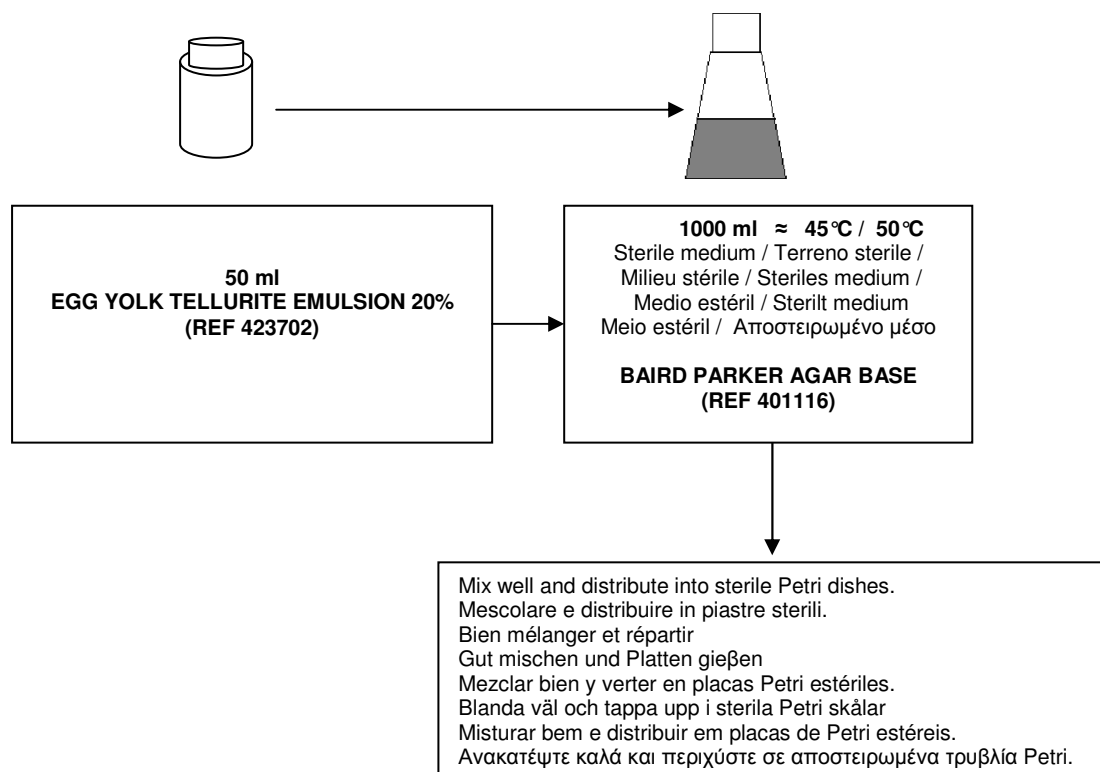 50 ml
EGG YOLK TELLURITE EMULSION 20%
(REF 423702)
1000 ml ≈ 45°C / 50°C
Sterile medium / Terreno sterile /
Milieu stérile / Steriles medium /
Medio estéril / Sterilt medium
Meio estéril / Αποστειρωμένο μέσο
BAIRD PARKER AGAR BASE
(REF 401116)
Mix well and distribute into sterile Petri dishes.
Mescolare e distribuire in piastre sterili.
Bien mélanger et répartir
Gut mischen und Platten gieβen
Mezclar bien y verter en placas Petri estériles.
Blanda väl och tappa upp i sterila Petri skålar
Misturar bem e distribuir em placas de Petri estéreis.
Ανακατέψτε καλά και περιχύστε σε αποστειρωμένα τρυβλία Petri.